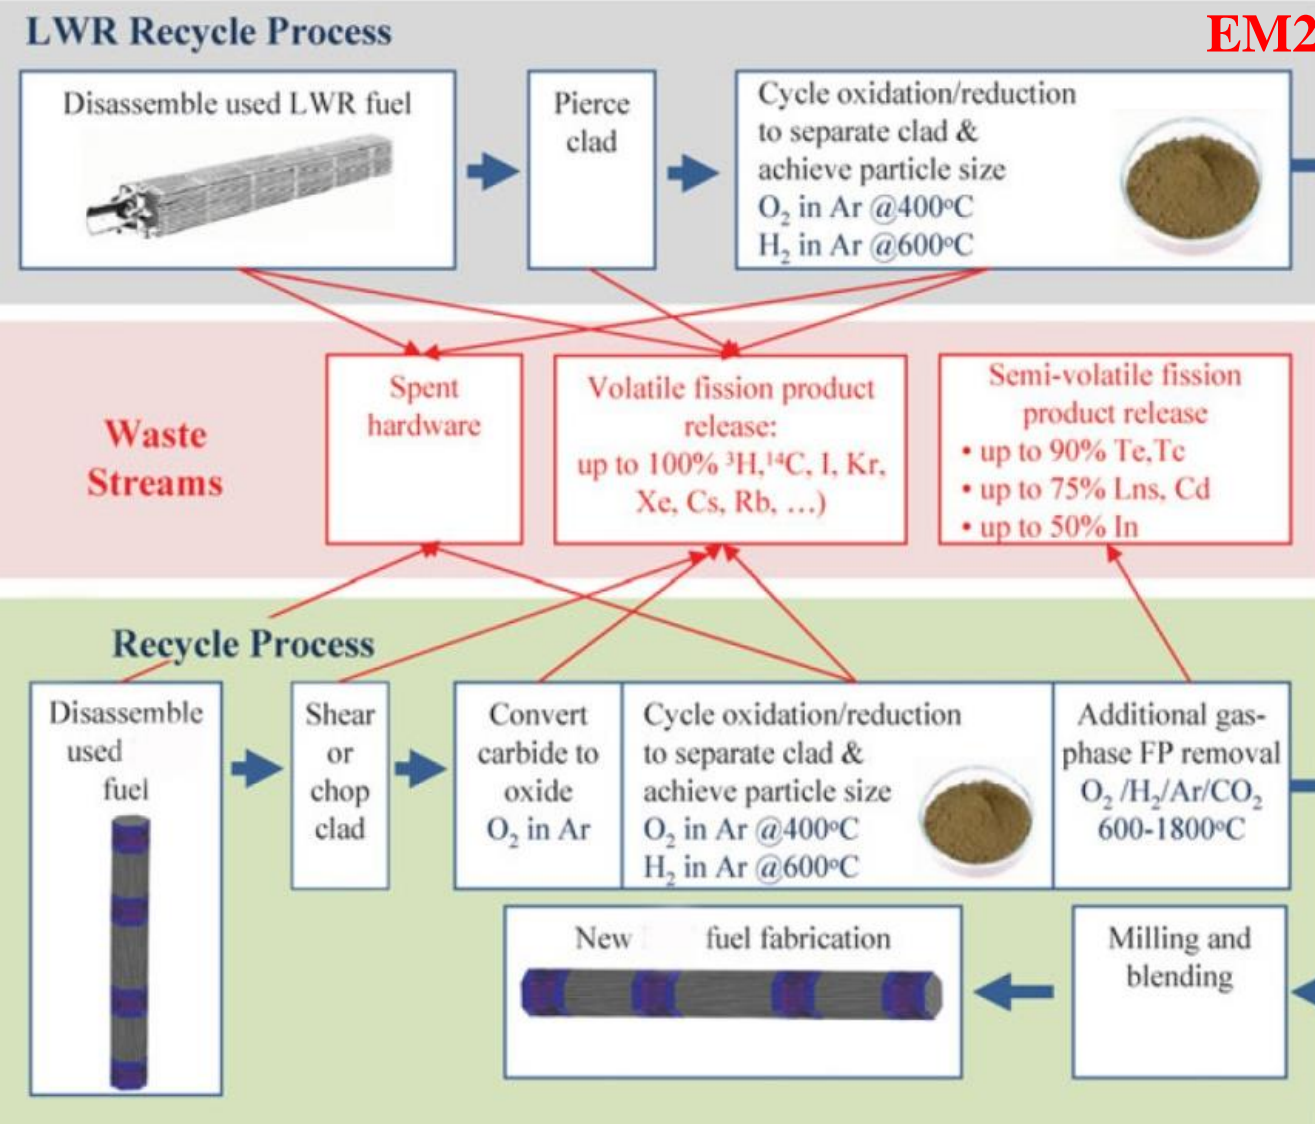 LWR Recycle Process
EM2
Disassemble used LWR fuel
Pierce
clad
Cycle oxidation/reduction
to separate clad &
achieve particle size
O₂ in Ar @400°C
H₂ in Ar @600°C
Waste
Streams
Spent
hardware
Volatile fission product
release:
up to 100% ³H,¹⁴C, I, Kr,
Xe, Cs, Rb, …)
Semi-volatile fission
product release
• up to 90% Te,Tc
• up to 75% Lns, Cd
• up to 50% In
Recycle Process
Disassemble
used
fuel
Shear
or
chop
clad
Convert
carbide to
oxide
O₂ in Ar
Cycle oxidation/reduction
to separate clad &
achieve particle size
O₂ in Ar @400°C
H₂ in Ar @600°C
Additional gas-
phase FP removal
O₂ /H₂/Ar/CO₂
600-1800°C
New fuel fabrication
Milling and
blending